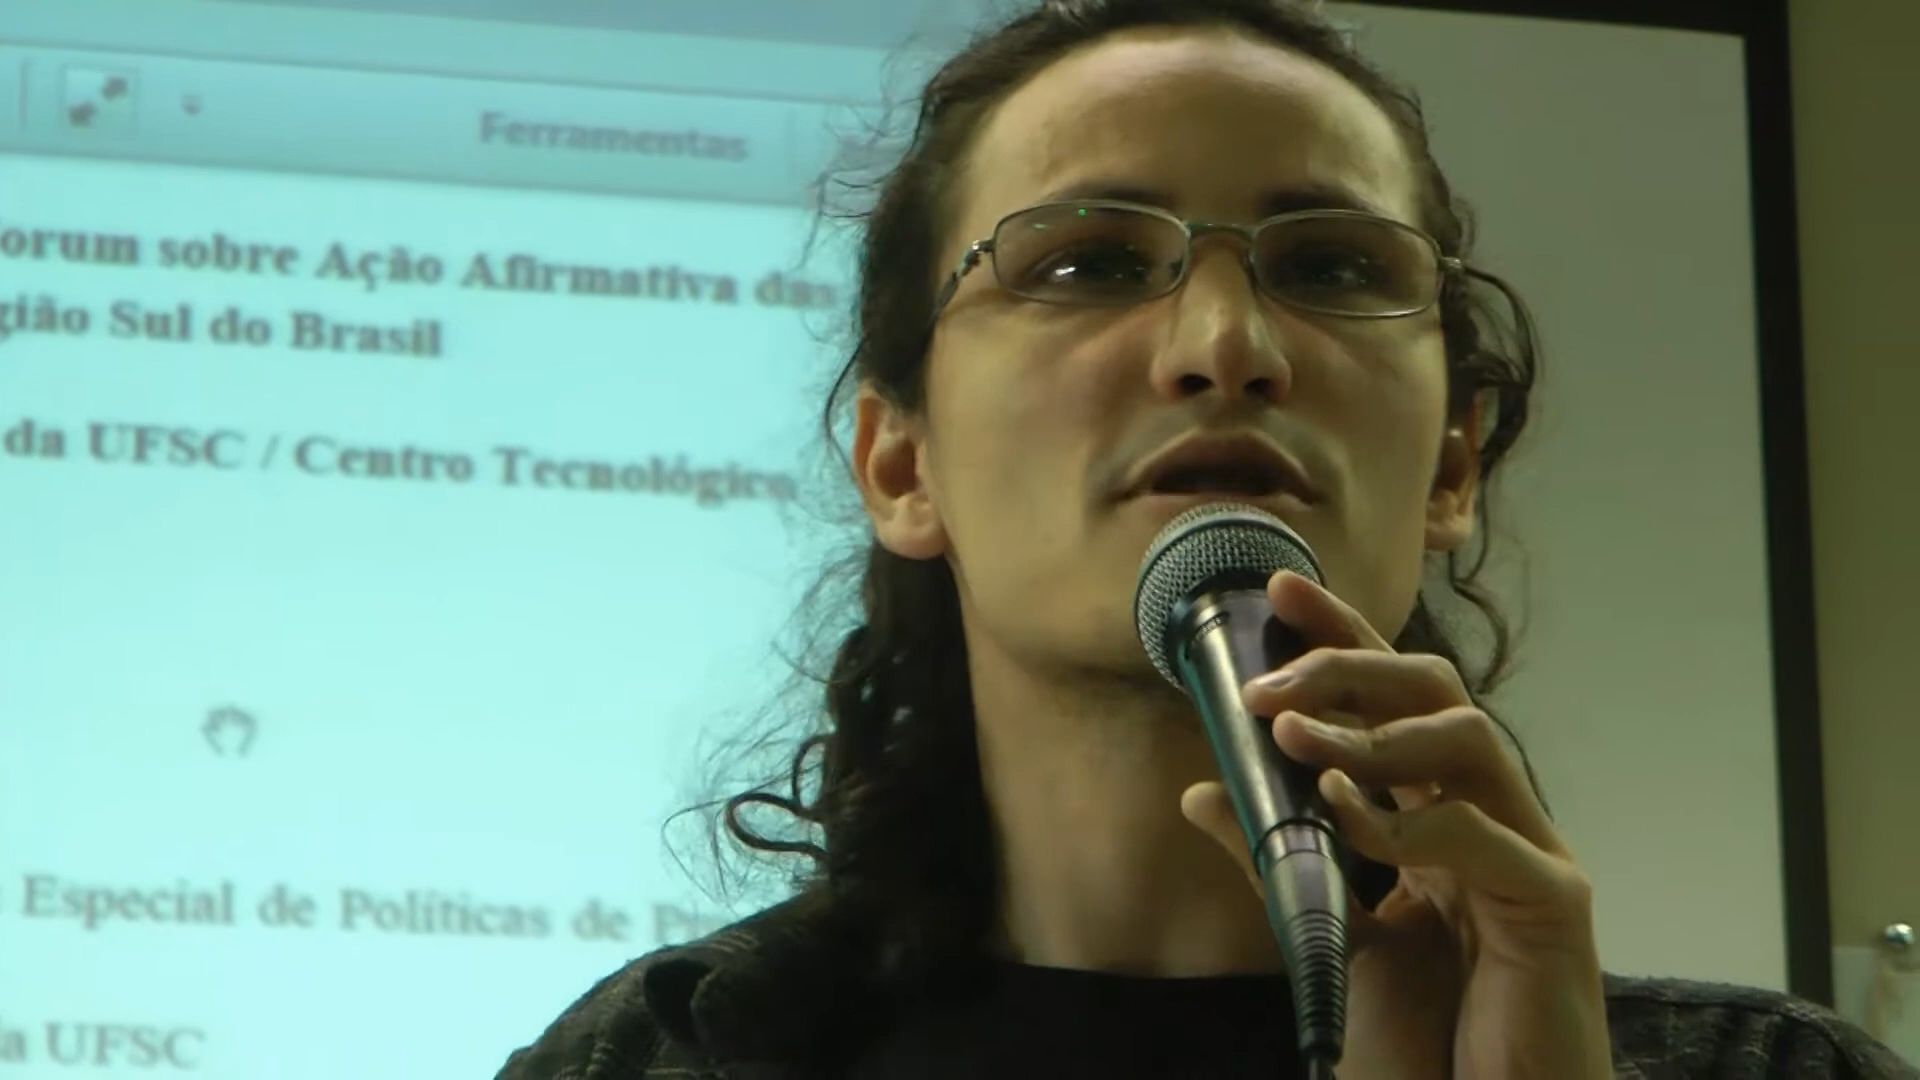 Ferramentas
orum sobre Ação Afirmativa das
gião Sul do Brasil
da UFSC / Centro Tecnológico
Especial de Políticas de
a UFSC